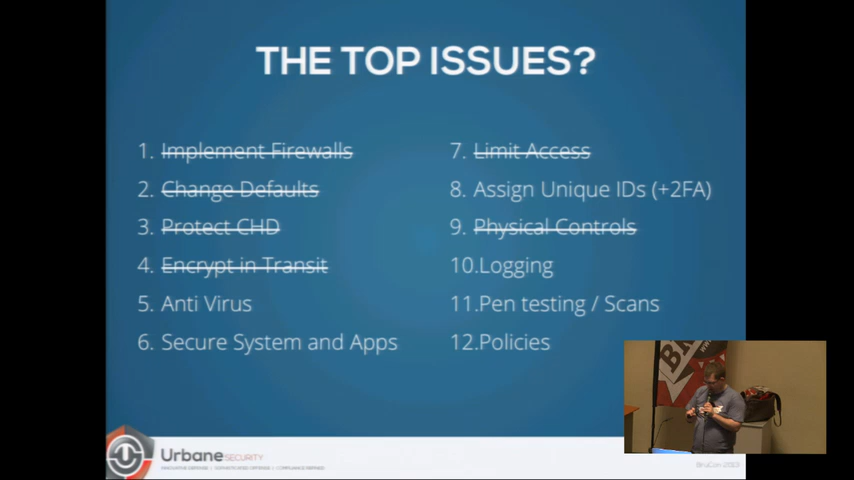 THE TOP ISSUES?
1. Implement Firewalls
2. Change Defaults
3. Protect CHD
4. Encrypt in Transit
5. Anti Virus
6. Secure System and Apps
7. Limit Access
8. Assign Unique IDs (+2FA)
9. Physical Controls
10.Logging
11.Pen testing / Scans
12.Policies
Urbane SECURITY